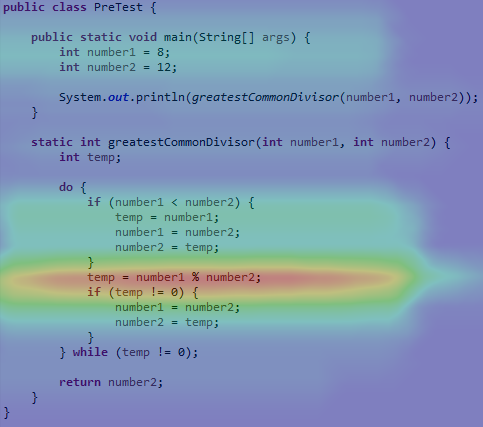 public class PreTest {
    public static void main(String[] args) {
        int number1 = 8;
        int number2 = 12;
        System.out.println(greatestCommonDivisor(number1, number2));
    }
    static int greatestCommonDivisor(int number1, int number2) {
        int temp;
        do {
            if (number1 < number2) {
                temp = number1;
                number1 = number2;
                number2 = temp;
            }
            temp = number1 % number2;
            if (temp != 0) {
                number1 = number2;
                number2 = temp;
            }
        } while (temp != 0);
        return number2;
    }
}